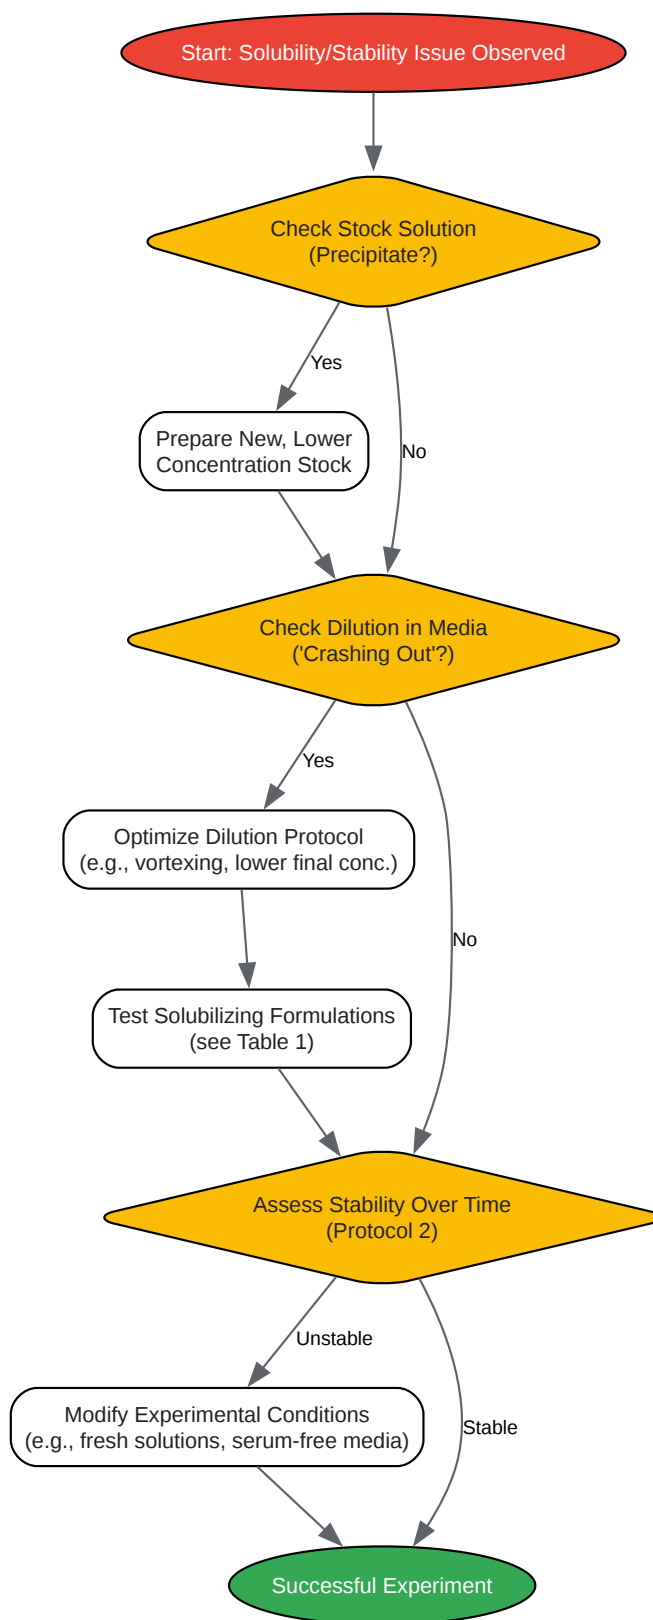 Start: Solubility/Stability Issue Observed
Check Stock Solution
(Precipitate?)
Yes
Prepare New, Lower
Concentration Stock
No
Check Dilution in Media
('Crashing Out'?)
Yes
Optimize Dilution Protocol
(e.g., vortexing, lower final conc.)
No
Test Solubilizing Formulations
(see Table 1)
Assess Stability Over Time
(Protocol 2)
Unstable
Modify Experimental Conditions
(e.g., fresh solutions, serum-free media)
Stable
Successful Experiment